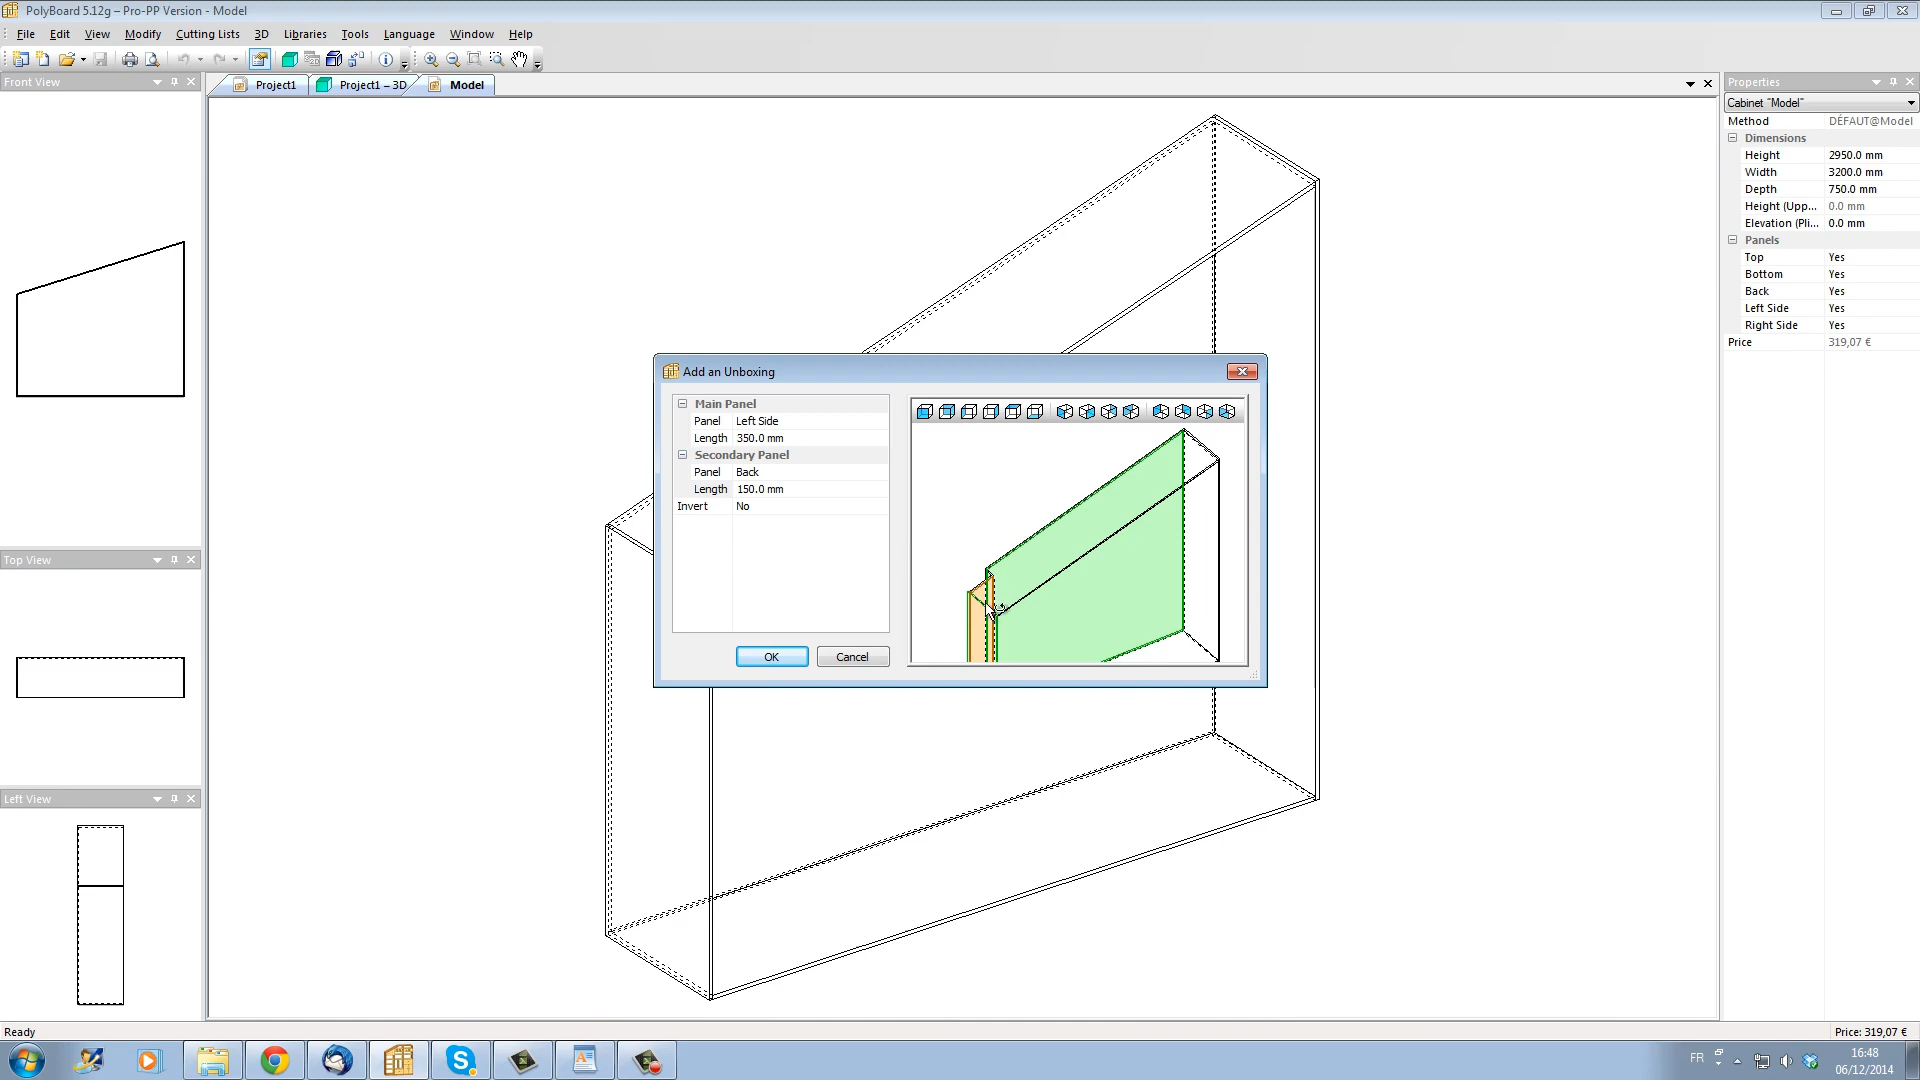 PolyBoard 5.12g – Pro-PP Version - Model
File Edit View Modify Cutting Lists 3D Libraries Tools Language Window Help
Front View
Project1 Project1 – 3D Model
Properties
Cabinet "Model"
Method DÉFAUT@Model
Dimensions
Height 2950.0 mm
Width 3200.0 mm
Depth 750.0 mm
Height (Upp... 0.0 mm
Elevation (Pli... 0.0 mm
Panels
Top Yes
Bottom Yes
Back Yes
Left Side Yes
Right Side Yes
Price 319,07 €
Add an Unboxing
Main Panel
Panel Left Side
Length 350.0 mm
Secondary Panel
Panel Back
Length 150.0 mm
Invert No
OK Cancel
Top View
Left View
Ready
Price: 319,07 €
FR
16:48
06/12/2014